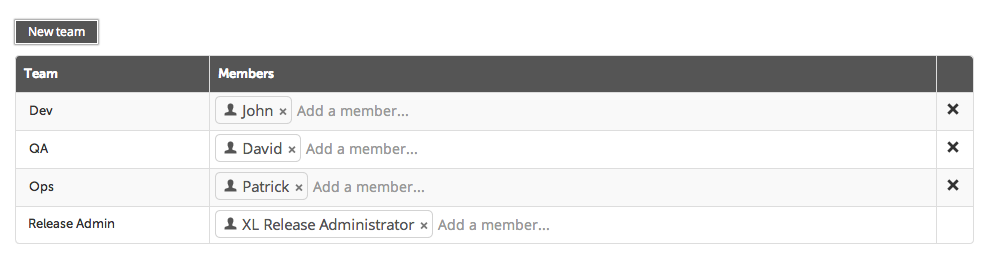 New team
Team Members
Dev John × Add a member...
QA David × Add a member...
Ops Patrick × Add a member...
Release Admin XL Release Administrator × Add a member...